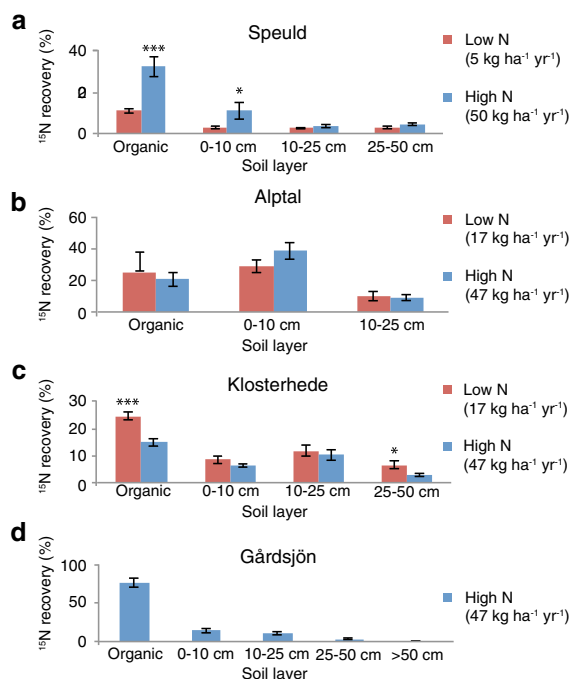 a
Speuld
¹⁵N recovery (%)
40
2
0
***
*
Organic 0-10 cm 10-25 cm 25-50 cm
Soil layer
Low N
(5 kg ha⁻¹ yr⁻¹)
High N
(50 kg ha⁻¹ yr⁻¹)
b
Alptal
¹⁵N recovery (%)
60
40
20
0
Organic 0-10 cm 10-25 cm
Soil layer
Low N
(17 kg ha⁻¹ yr⁻¹)
High N
(47 kg ha⁻¹ yr⁻¹)
c
Klosterhede
¹⁵N recovery (%)
30
20
10
0
***
*
Organic 0-10 cm 10-25 cm 25-50 cm
Soil layer
Low N
(17 kg ha⁻¹ yr⁻¹)
High N
(47 kg ha⁻¹ yr⁻¹)
d
Gårdsjön
¹⁵N recovery (%)
100
50
0
Organic 0-10 cm 10-25 cm 25-50 cm >50 cm
Soil layer
High N
(47 kg ha⁻¹ yr⁻¹)